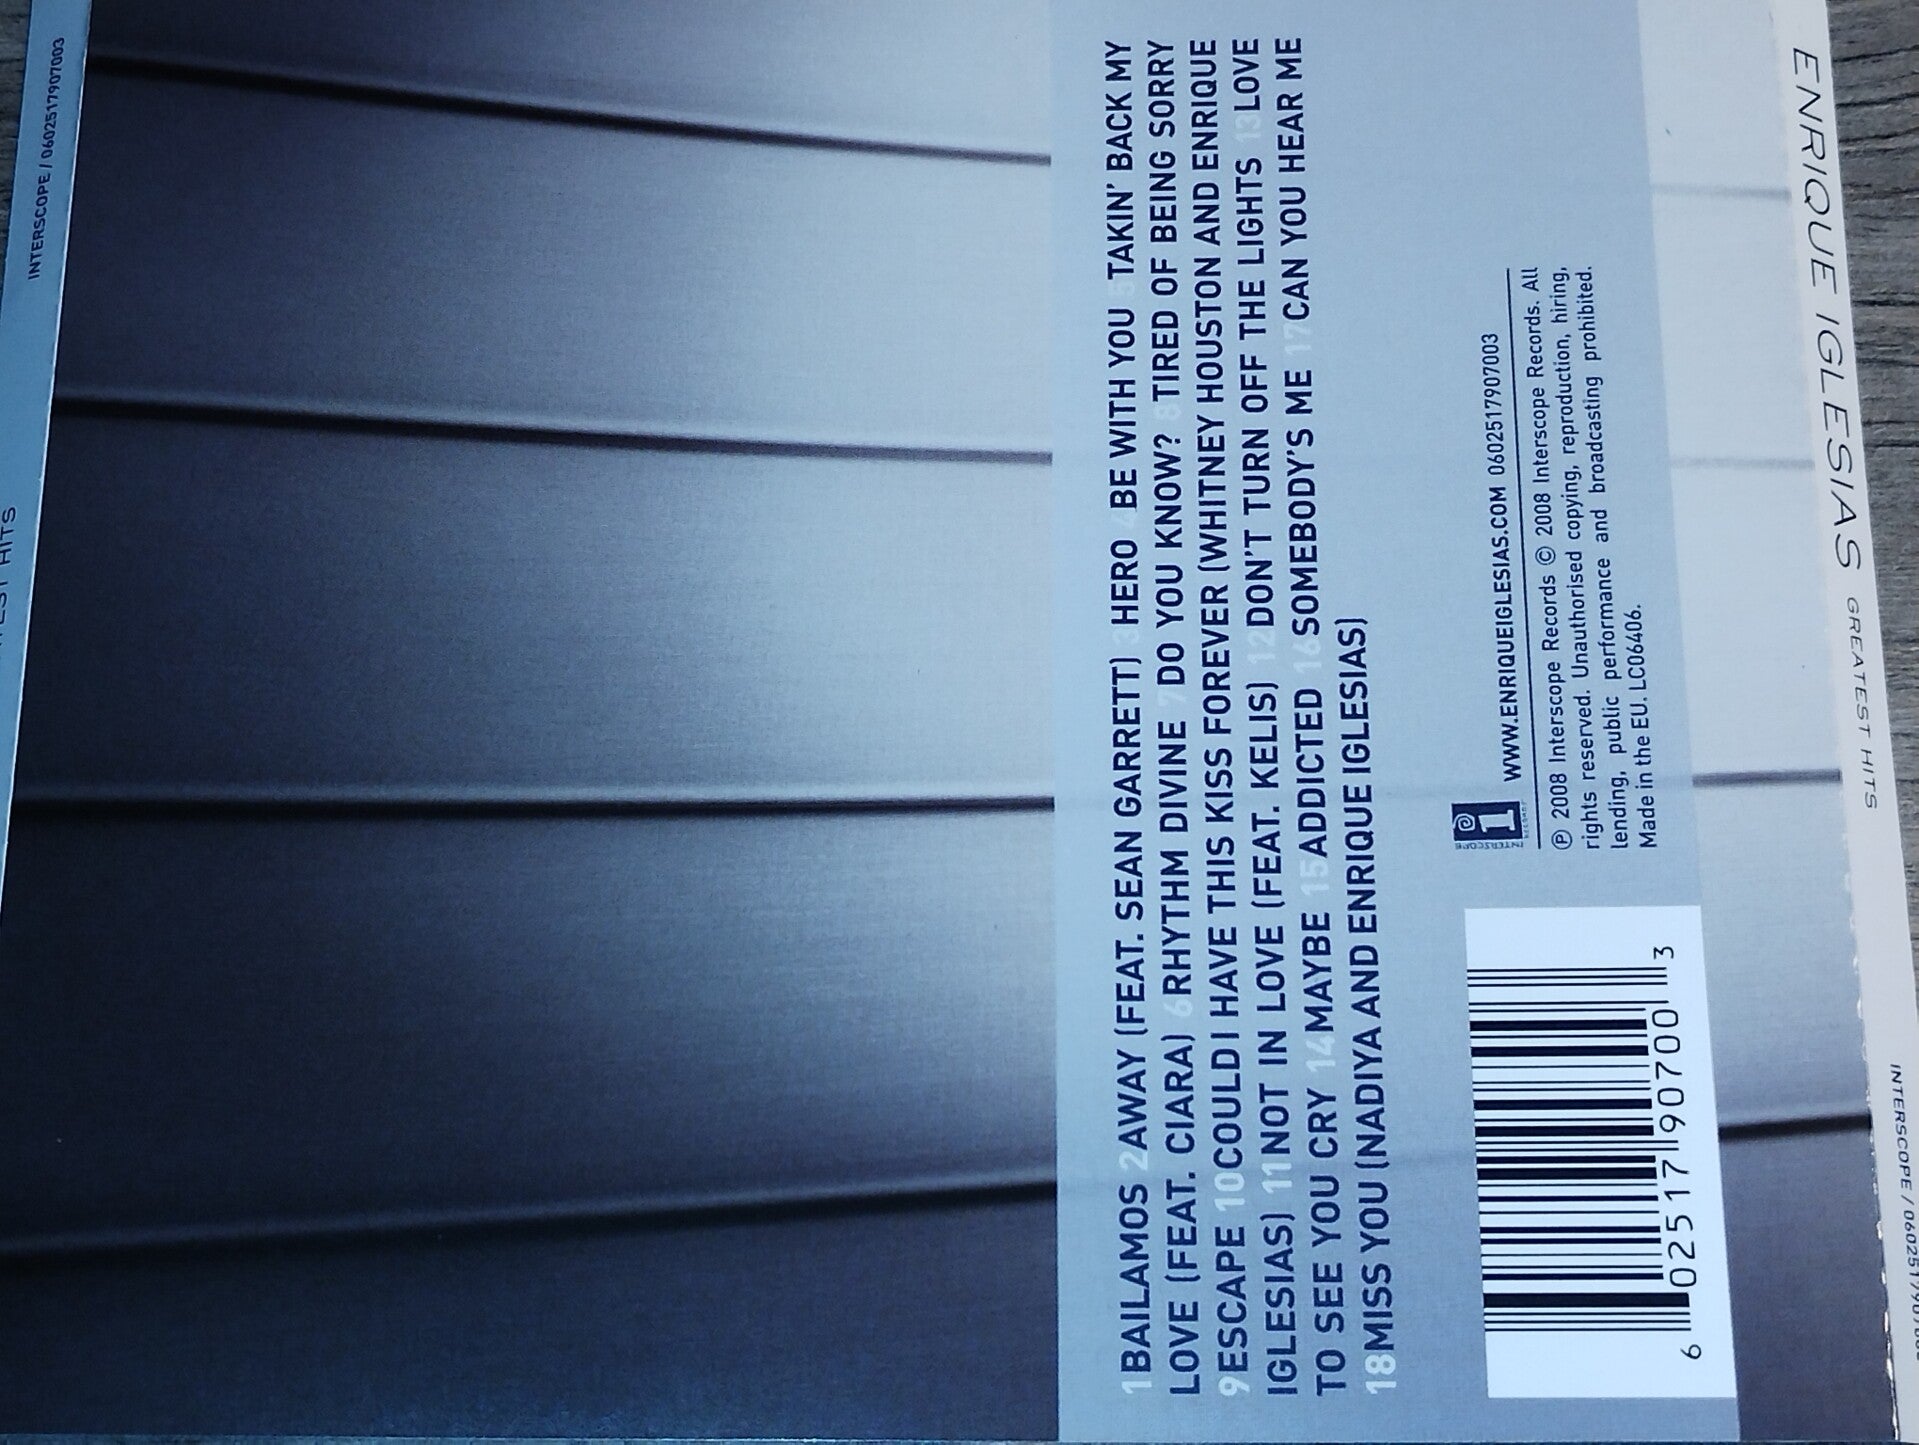 INTERSCOPE / 060251790700​3
HITS
1 BAILAMOS 2 AWAY (FEAT. SEAN GARRETT) 3 HERO 4 BE WITH YOU 5 TAKIN' BACK MY
LOVE (FEAT. CIARA) 6 RHYTHM DIVINE 7 DO YOU KNOW? 8 TIRED OF BEING SORRY
9 ESCAPE 10 COULD I HAVE THIS KISS FOREVER (WHITNEY HOUSTON AND ENRIQUE
IGLESIAS) 11 NOT IN LOVE (FEAT. KELIS) 12 DON'T TURN OFF THE LIGHTS 13 LOVE
TO SEE YOU CRY 14 MAYBE 15 ADDICTED 16 SOMEBODY'S ME 17 CAN YOU HEAR ME
18 MISS YOU (NADIYA AND ENRIQUE IGLESIAS)
INTERSCOPE
RECORDS
WWW.ENRIQUEIGLESIAS.COM 0602517907003
℗ 2008 Interscope Records © 2008 Interscope Records. All
rights reserved. Unauthorised copying, reproduction, hiring,
lending, public performance and broadcasting prohibited.
Made in the EU. LC06406.
6 02517 90700 3
ENRIQUE IGLESIAS GREATEST HITS
INTERSCOPE /